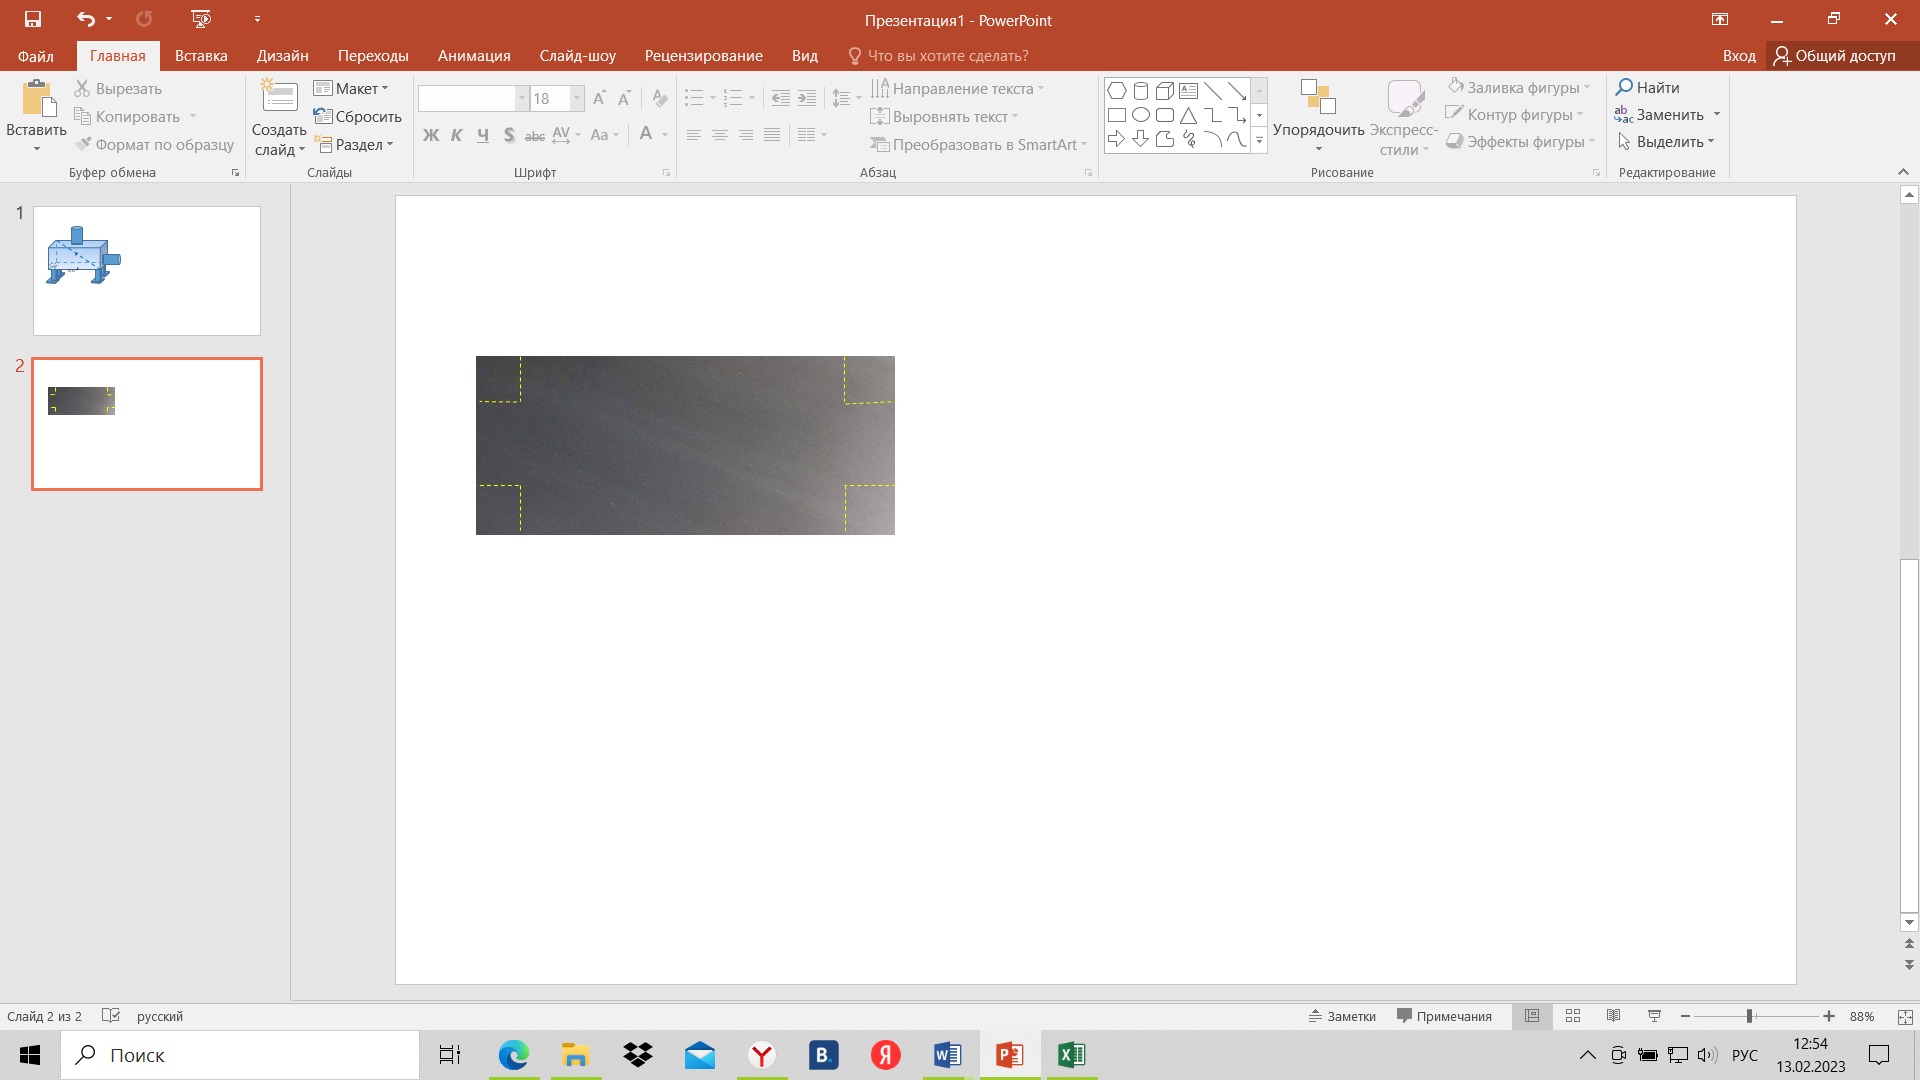 Презентация1 - PowerPoint
Файл Главная Вставка Дизайн Переходы Анимация Слайд-шоу Рецензирование Вид Что вы хотите сделать? Вход Общий доступ
Вставить
Вырезать
Копировать
Формат по образцу
Буфер обмена
Создать
слайд
Макет
Сбросить
Раздел
Слайды
18
Ж К Ч S abc AV Aa A
Шрифт
Направление текста
Выровнять текст
Преобразовать в SmartArt
Абзац
Упорядочить
Экспресс-
стили
Заливка фигуры
Контур фигуры
Эффекты фигуры
Рисование
Найти
Заменить
Выделить
Редактирование
1
2
Слайд 2 из 2 русский Заметки Примечания 88%
Поиск
РУС
12:54
13.02.2023